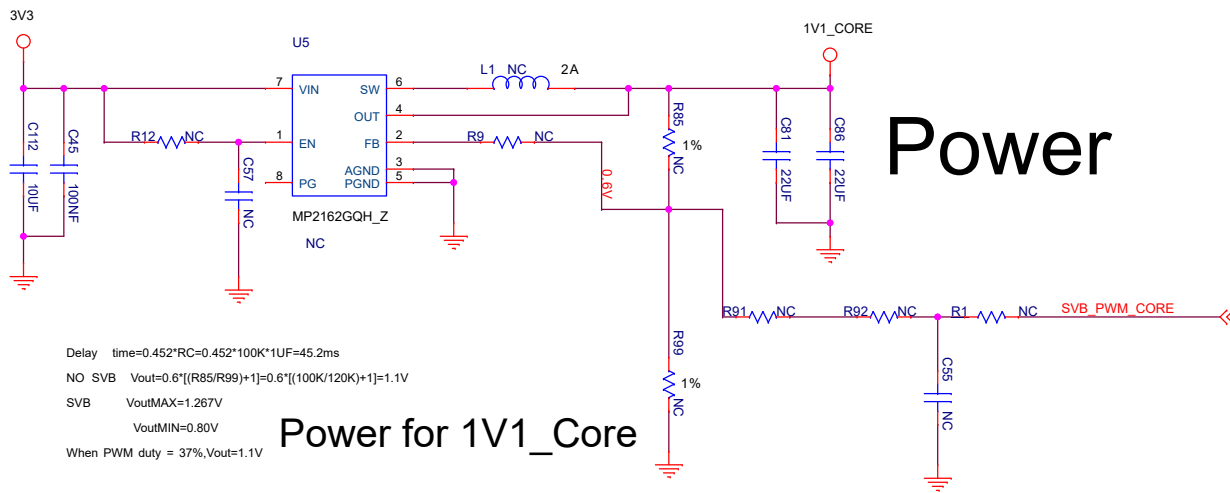 3V3
1V1_CORE
U5
L1 NC 2A
7 VIN
SW 6
OUT 4
R12 NC
1 EN
FB 2
R9 NC
R85
1%
NC
AGND 3
8 PG
PGND 5
C112
10UF
C45
100NF
C57
NC
MP2162GQH_Z
NC
0.6V
C81
22UF
C86
22UF
Power
R91 NC
R92 NC
R1 NC
SVB_PWM_CORE
R99
1%
NC
C55
NC
Delay time=0.452*RC=0.452*100K*1UF=45.2ms
NO SVB Vout=0.6*[(R85/R99)+1]=0.6*[(100K/120K)+1]=1.1V
SVB VoutMAX=1.267V
VoutMIN=0.80V
When PWM duty = 37%,Vout=1.1V
Power for 1V1_Core